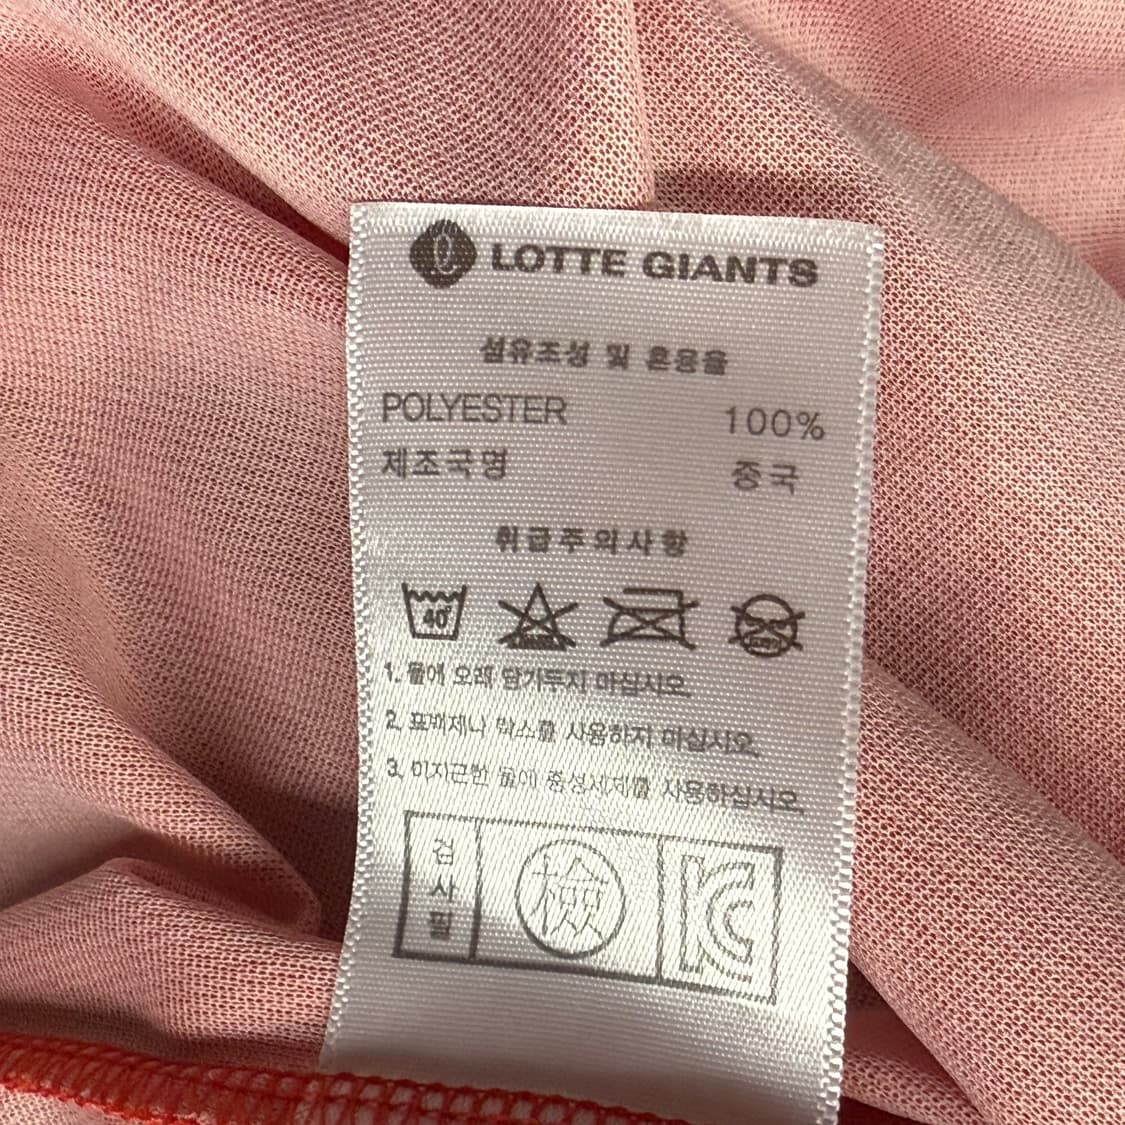 LOTTE GIANTS
섬유조성 및 혼용율
POLYESTER 100%
제조국명 중국
취급주의사항
40
1. 물에 오래 담가두지 마십시오.
2. 표백제나 락스를 사용하지 마십시오.
3. 미지근한 물에 중성세제를 사용하십시오.
검사필
檢
KC